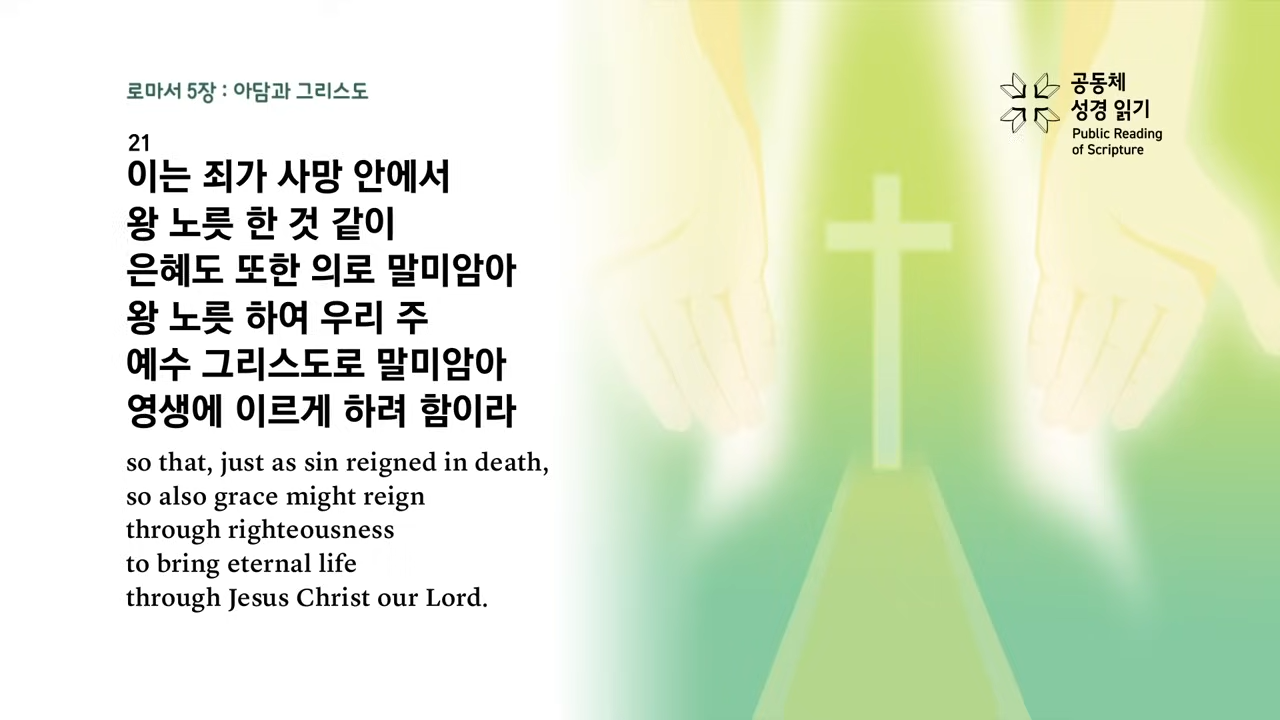 로마서 5장 : 아담과 그리스도
21
이는 죄가 사망 안에서
왕 노릇 한 것 같이
은혜도 또한 의로 말미암아
왕 노릇 하여 우리 주
예수 그리스도로 말미암아
영생에 이르게 하려 함이라
so that, just as sin reigned in death,
so also grace might reign
through righteousness
to bring eternal life
through Jesus Christ our Lord.
공동체
성경 읽기
Public Reading
of Scripture